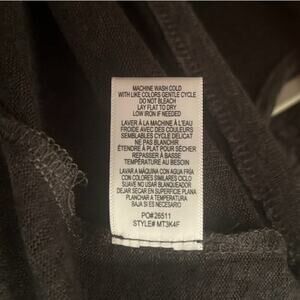 MACHINE WASH COLD
WITH LIKE COLORS GENTLE CYCLE
DO NOT BLEACH
LAY FLAT TO DRY
LOW IRON IF NEEDED
LAVER À LA MACHINE À L'EAU
FROIDE AVEC DES COULEURS
SEMBLABLES CYCLE DELICAT
NE PAS BLANCHIR
ÉTENDRE À PLAT POUR SÉCHER
REPASSER À BASSE
TEMPÉRATURE AU BESOIN
LAVAR A MÁQUINA CON AGUA FRÍA
CON COLORES SIMILARES CICLO
SUAVE NO USAR BLANQUEADOR
DEJAR SECAR EN SUPERFICIE PLANA
PLANCHAR A TEMPERATURA
BAJA SI ES NECESARIO
PO#26511
STYLE# MT3K4F